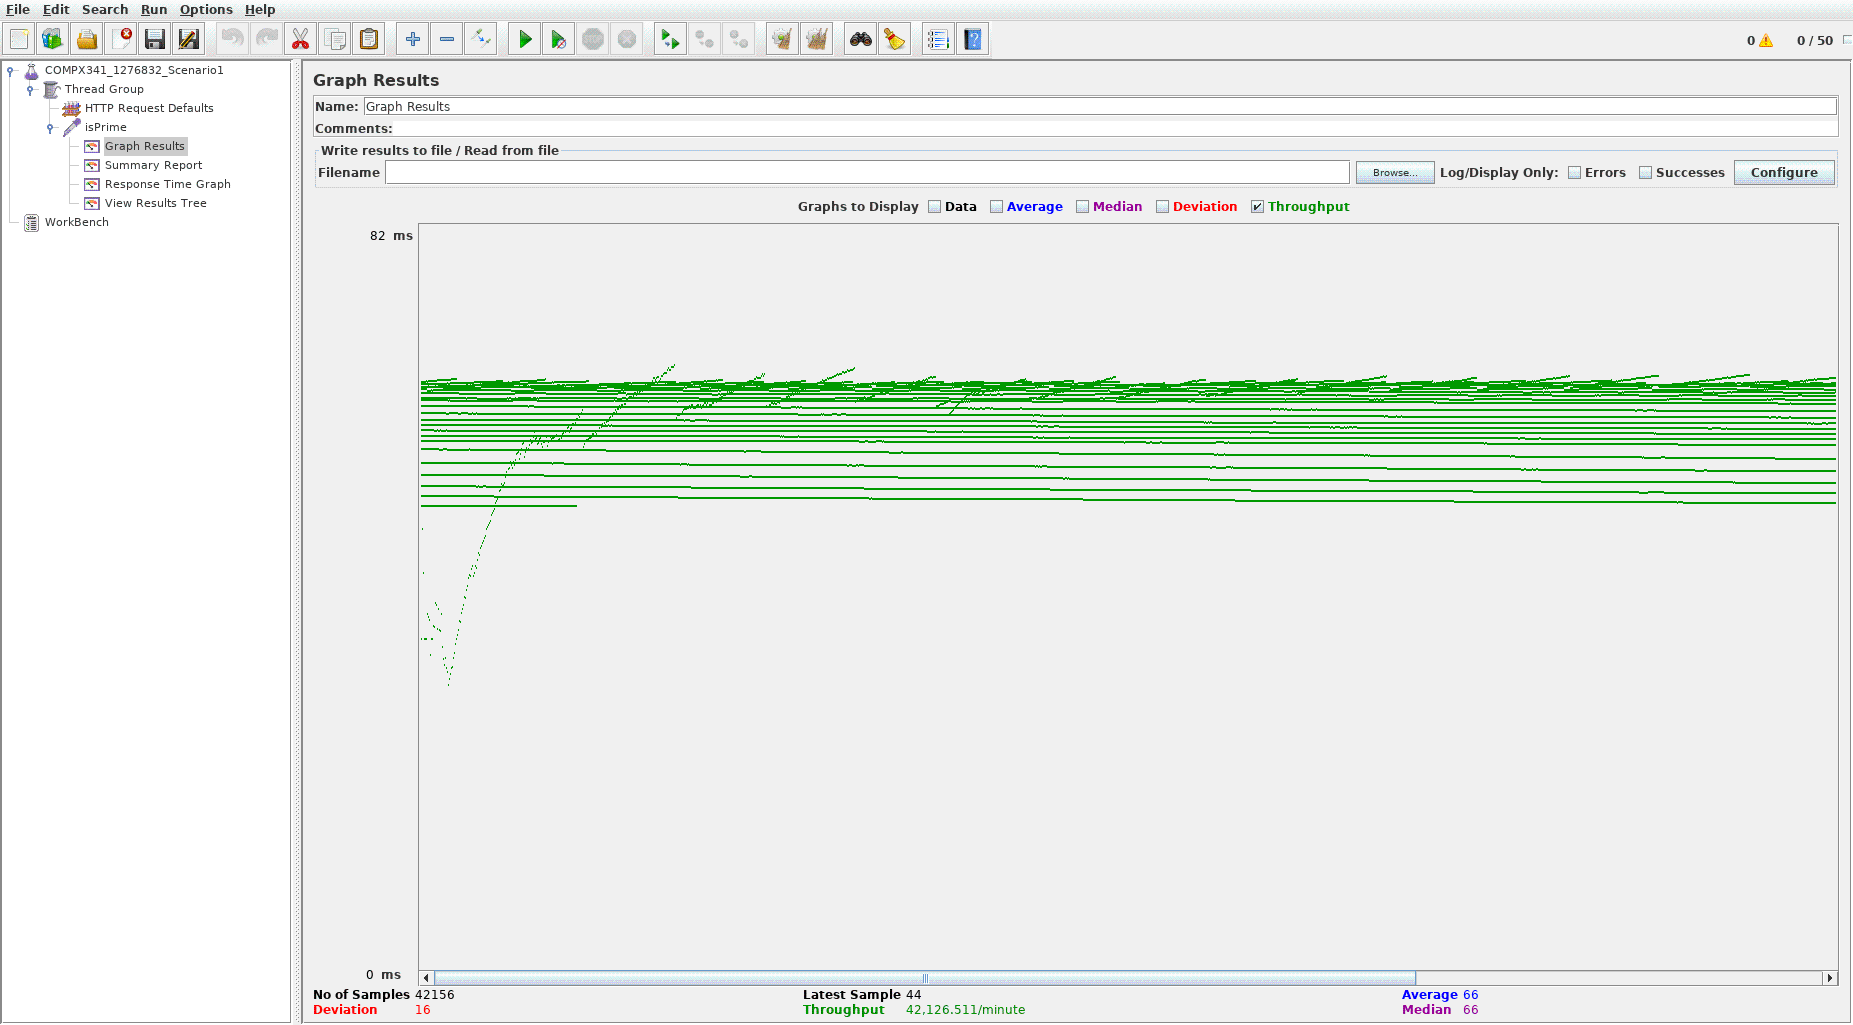 File Edit Search Run Options Help
0 0 / 50
COMPX341_1276832_Scenario1
Thread Group
HTTP Request Defaults
isPrime
Graph Results
Summary Report
Response Time Graph
View Results Tree
WorkBench
Graph Results
Name: Graph Results
Comments:
Write results to file / Read from file
Filename Browse... Log/Display Only: Errors Successes Configure
Graphs to Display Data Average Median Deviation Throughput
82 ms
0 ms
No of Samples 42156 Latest Sample 44 Average 66
Deviation 16 Throughput 42,126.511/minute Median 66